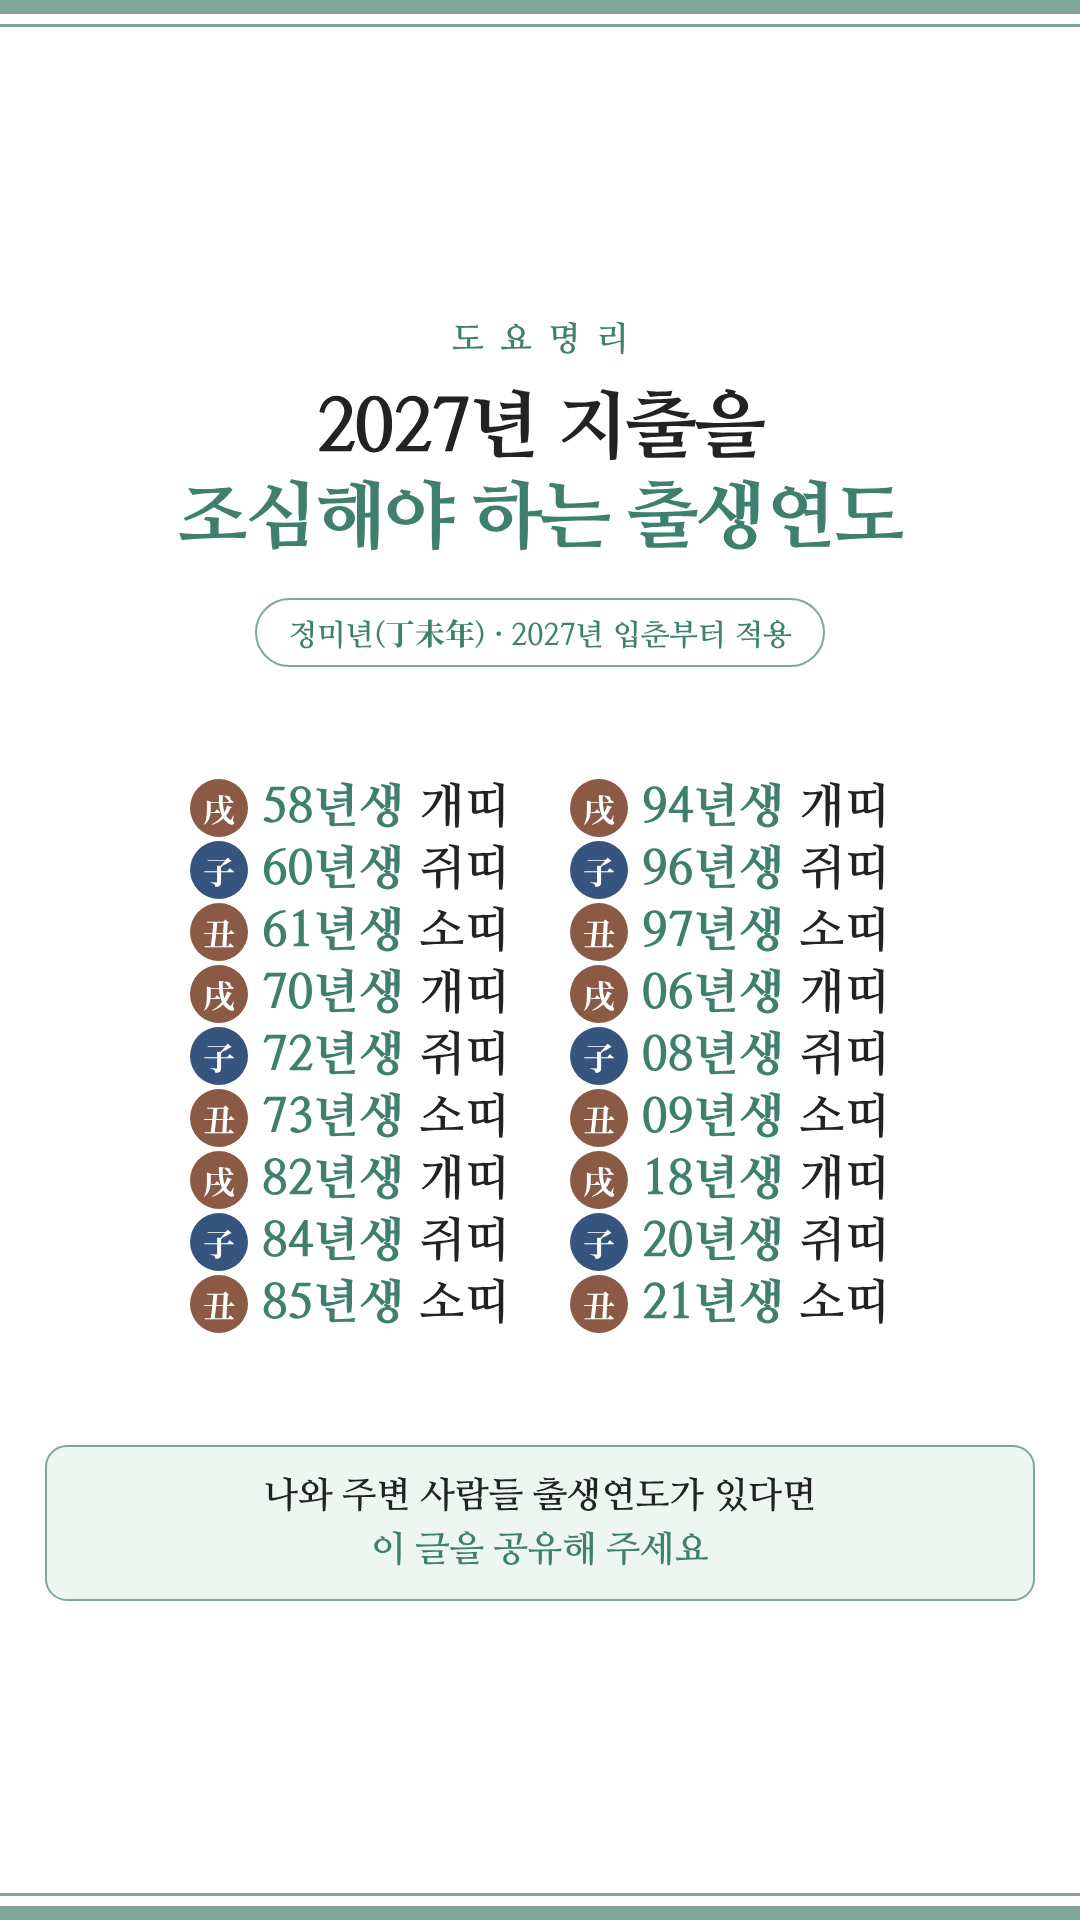 도요명리
2027년 지출을
조심해야 하는 출생연도
정미년(丁未年) · 2027년 입춘부터 적용
戌 58년생 개띠
子 60년생 쥐띠
丑 61년생 소띠
戌 70년생 개띠
子 72년생 쥐띠
丑 73년생 소띠
戌 82년생 개띠
子 84년생 쥐띠
丑 85년생 소띠
戌 94년생 개띠
子 96년생 쥐띠
丑 97년생 소띠
戌 06년생 개띠
子 08년생 쥐띠
丑 09년생 소띠
戌 18년생 개띠
子 20년생 쥐띠
丑 21년생 소띠
나와 주변 사람들 출생연도가 있다면
이 글을 공유해 주세요